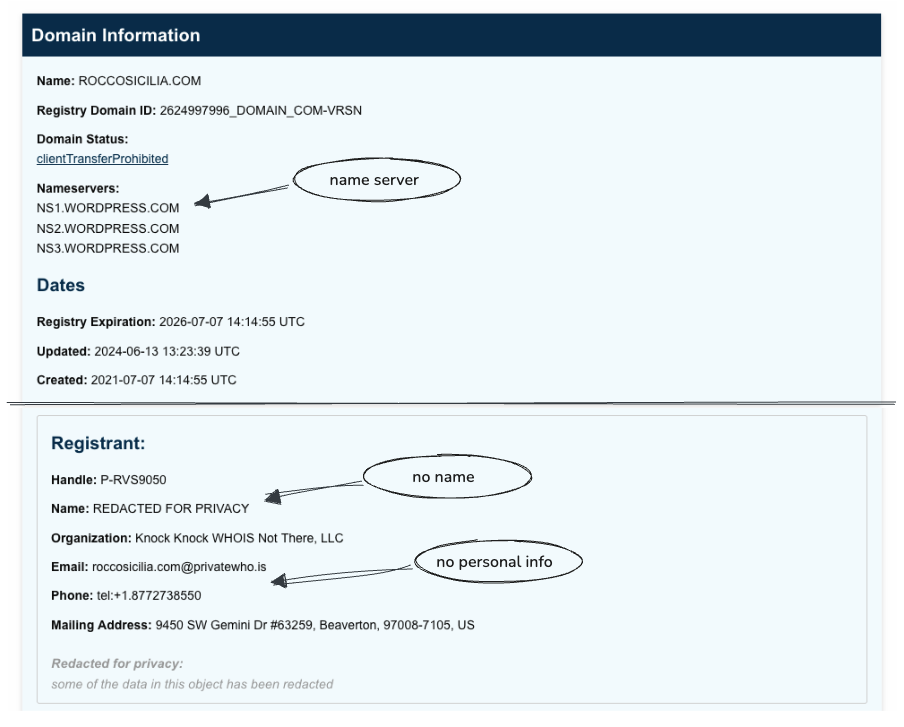 Domain Information
Name: ROCCOSICILIA.COM
Registry Domain ID: 2624997996_DOMAIN_COM-VRSN
Domain Status:
clientTransferProhibited
name server
Nameservers:
NS1.WORDPRESS.COM
NS2.WORDPRESS.COM
NS3.WORDPRESS.COM
Dates
Registry Expiration: 2026-07-07 14:14:55 UTC
Updated: 2024-06-13 13:23:39 UTC
Created: 2021-07-07 14:14:55 UTC
Registrant:
Handle: P-RVS9050
no name
Name: REDACTED FOR PRIVACY
Organization: Knock Knock WHOIS Not There, LLC
no personal info
Email: roccosicilia.com@privatewho.is
Phone: tel:+1.8772738550
Mailing Address: 9450 SW Gemini Dr #63259, Beaverton, 97008-7105, US
Redacted for privacy:
some of the data in this object has been redacted